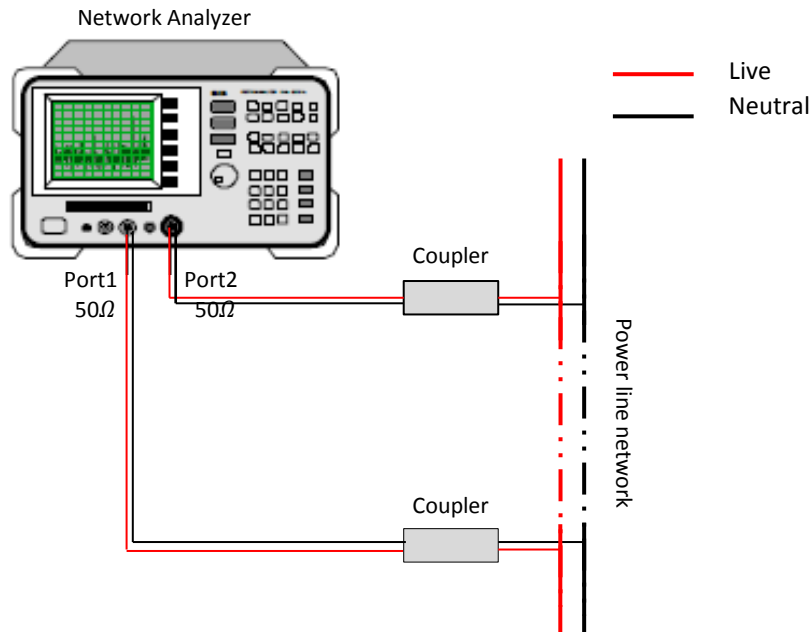 Network Analyzer
Live
Neutral
Coupler
Port1
50Ω
Port2
50Ω
Power line network
Coupler